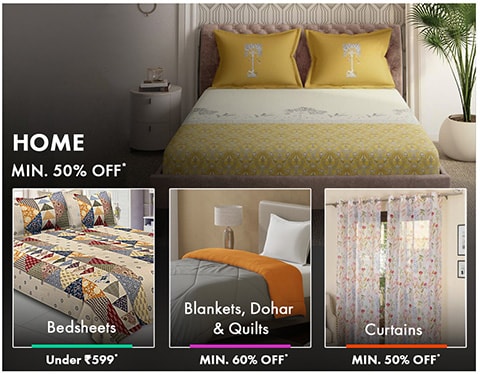 HOME
MIN. 50% OFF*
Bedsheets
Under ₹599*
Blankets, Dohar
& Quilts
MIN. 60% OFF*
Curtains
MIN. 50% OFF*